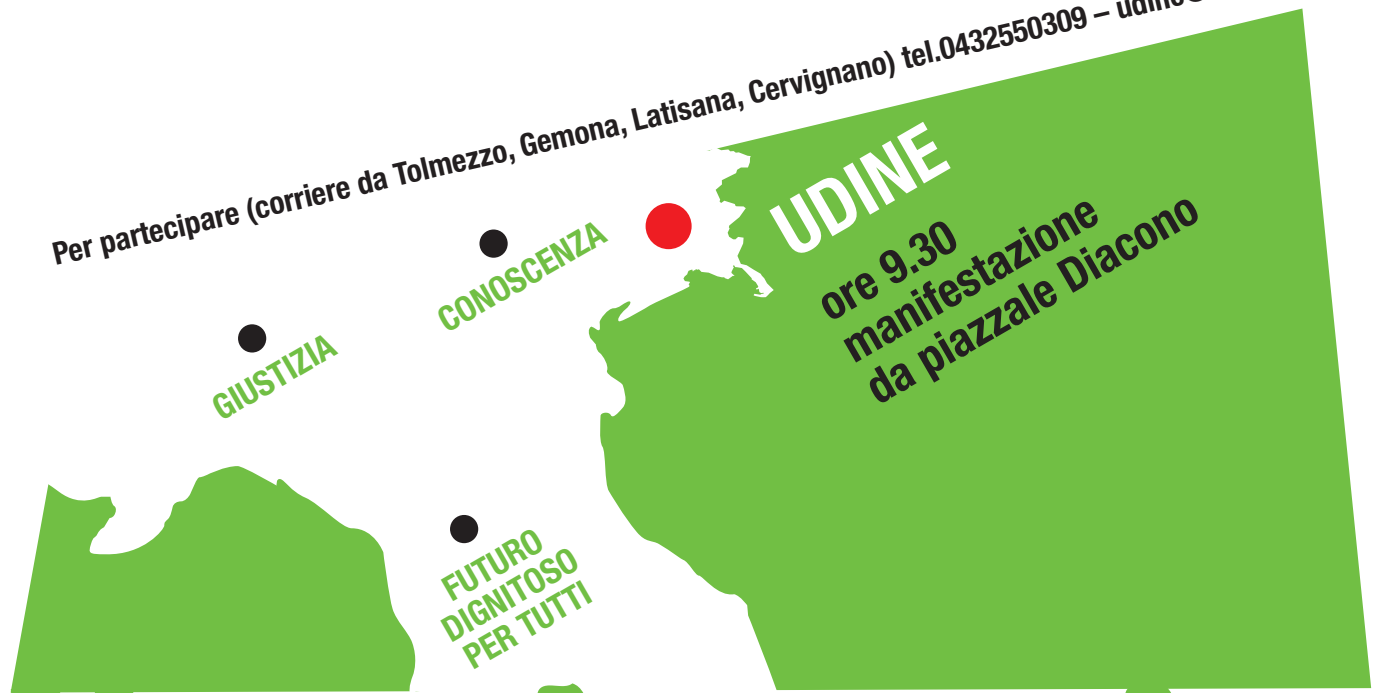 Per partecipare (corriere da Tolmezzo, Gemona, Latisana, Cervignano) tel.0432550309 –
UDINE
ore 9.30
manifestazione
da piazzale Diacono
CONOSCENZA
GIUSTIZIA
FUTURO
DIGNITOSO
PER TUTTI